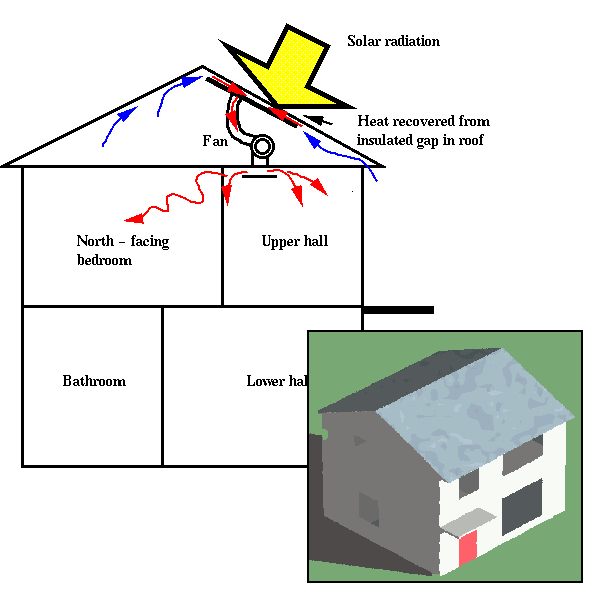 Solar radiation
Heat recovered from
insulated gap in roof
Fan
North – facing
bedroom
Upper hall
Bathroom
Lower hal